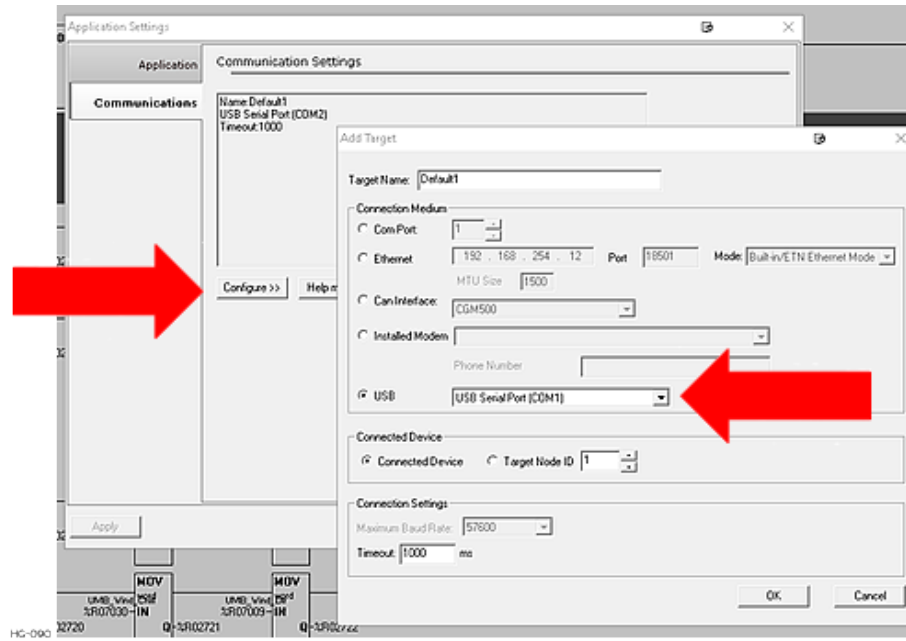 Application Settings
Application
Communications
Communication Settings
Name:Default1
USB Serial Port (COM2)
Timeout:1000
Configure >>
Help m
Apply
Add Target
Target Name: Default1
Connection Medium
Com Port: 1
Ethernet 192 . 168 . 254 . 12 Port 18501 Mode: Built-in/ETN Ethernet Mode
MTU Size 1500
Can Interface: CGM500
Installed Modem
Phone Number
USB USB Serial Port (COM1)
Connected Device
Connected Device Target Node ID 1
Connection Settings
Maximum Baud Rate: 57600
Timeout: 1000 ms
OK Cancel
MOV MOV
%R07030 IN %R07009 IN
02720 Q %R02721 Q %R02722
HG-090